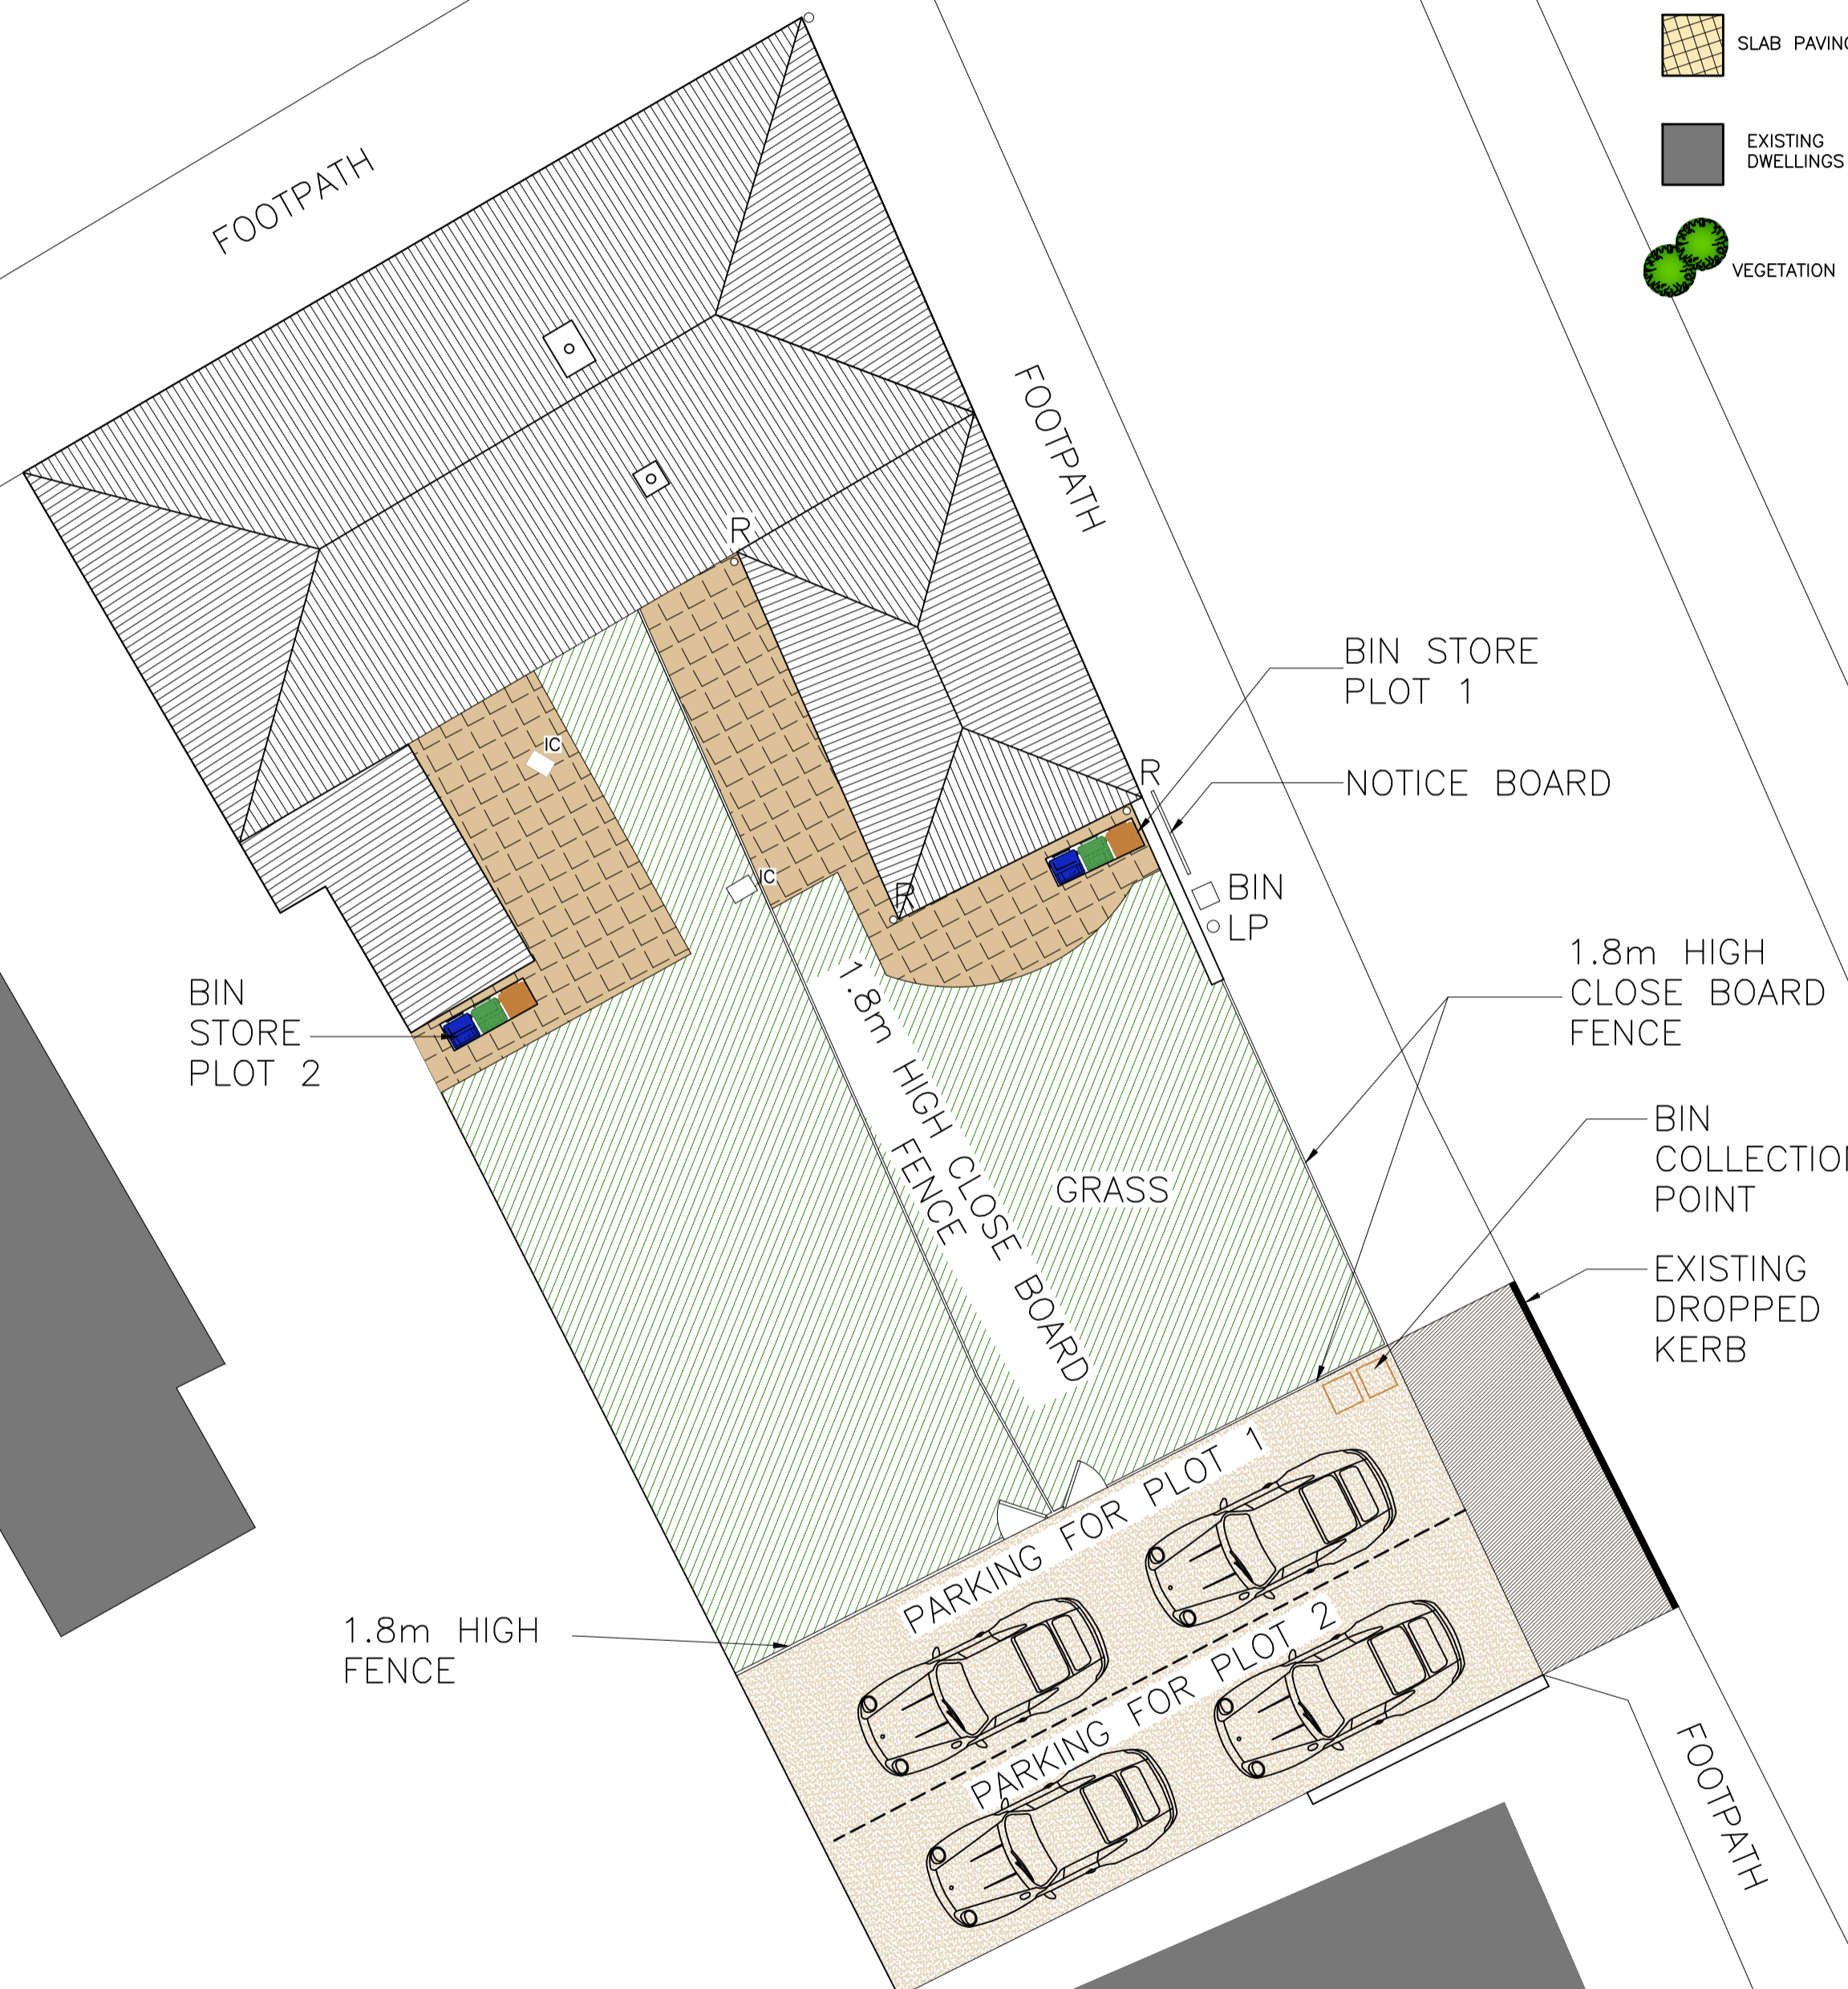 SLAB PAVING
EXISTING
DWELLINGS
VEGETATION
FOOTPATH
FOOTPATH
R
BIN STORE
PLOT 1
IC
R
NOTICE BOARD
IC
R
BIN
LP
1.8m HIGH
CLOSE BOARD
FENCE
BIN
STORE
PLOT 2
1.8m HIGH CLOSE BOARD
FENCE
GRASS
BIN
COLLECTION
POINT
EXISTING
DROPPED
KERB
PARKING FOR PLOT 1
PARKING FOR PLOT 2
1.8m HIGH
FENCE
FOOTPATH